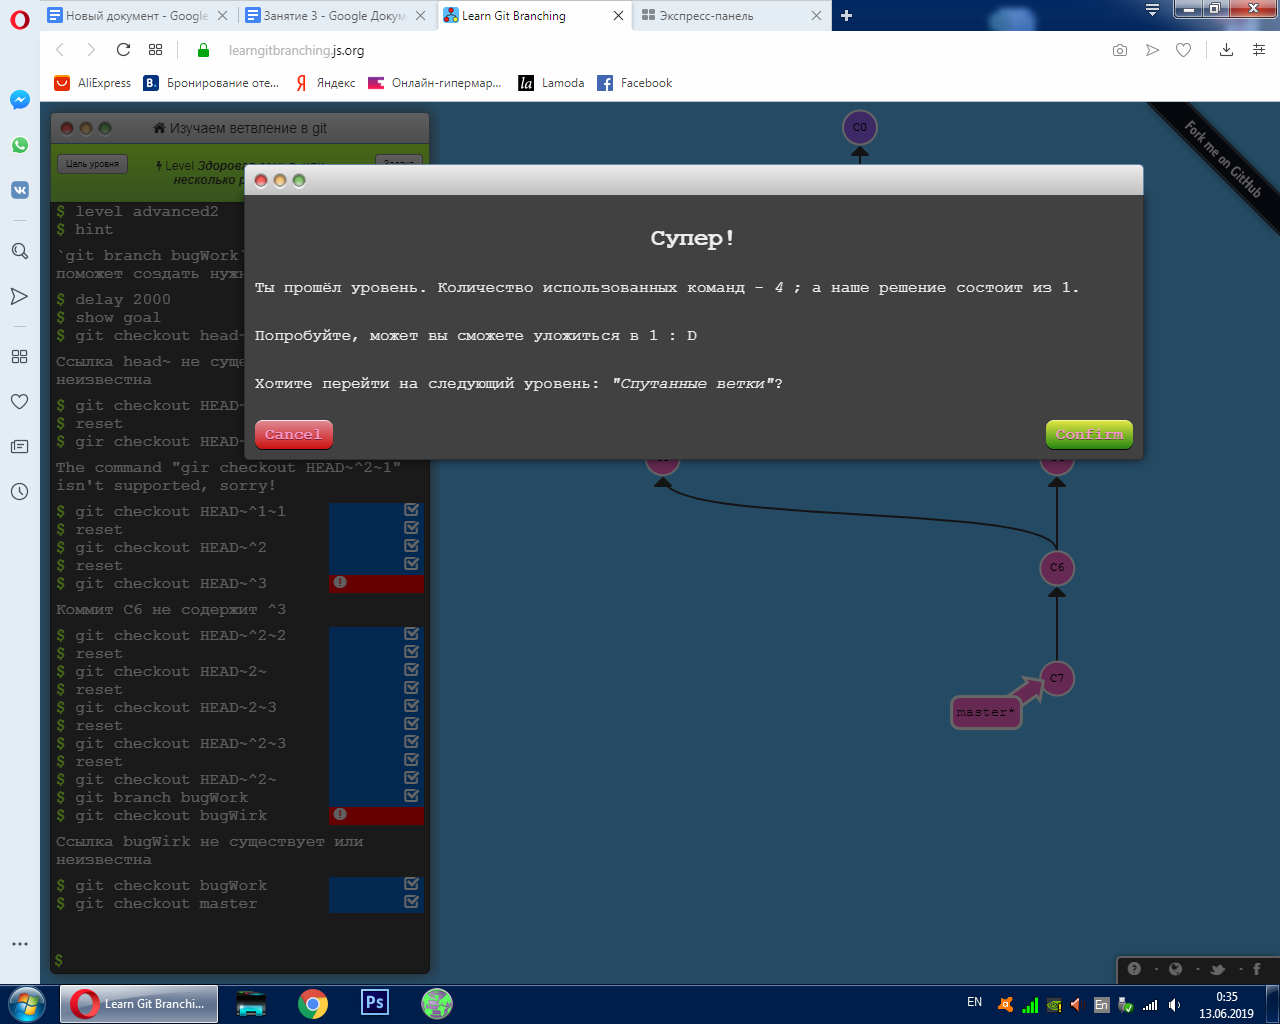 Новый документ - Google
Занятие 3 - Google Докум
Learn Git Branching
Экспресс-панель
learngitbranching.js.org
AliExpress
B.
Бронирование оте...
Я
Яндекс
Онлайн-гипермар...
la
Lamoda
Facebook
Изучаем ветвление в git
Цель уровня
Level Здоровая
несколько р
C0
Fork me on GitHub
$ level advanced2
$ hint
`git branch bugWork`
поможет создать нужн
$ delay 2000
$ show goal
$ git checkout head~
Ссылка head~ не суще
неизвестна
$ git checkout HEAD~
$ reset
$ gir checkout HEAD~
The command "gir checkout HEAD~^2~1"
isn't supported, sorry!
$ git checkout HEAD~^1~1
$ reset
$ git checkout HEAD~^2
$ reset
$ git checkout HEAD~^3
Коммит C6 не содержит ^3
$ git checkout HEAD~^2~2
$ reset
$ git checkout HEAD~2~
$ reset
$ git checkout HEAD~2~3
$ reset
$ git checkout HEAD~^2~3
$ reset
$ git checkout HEAD~^2~
$ git branch bugWork
$ git checkout bugWirk
Ссылка bugWirk не существует или
неизвестна
$ git checkout bugWork
$ git checkout master
$
Супер!
Ты прошёл уровень. Количество использованных команд – 4 ; а наше решение состоит из 1.
Попробуйте, может вы сможете уложиться в 1 : D
Хотите перейти на следующий уровень: "Спутанные ветки"?
Cancel
Confirm
C6
C7
master*
Learn Git Branchi...
Ps
EN
En
0:35
13.06.2019